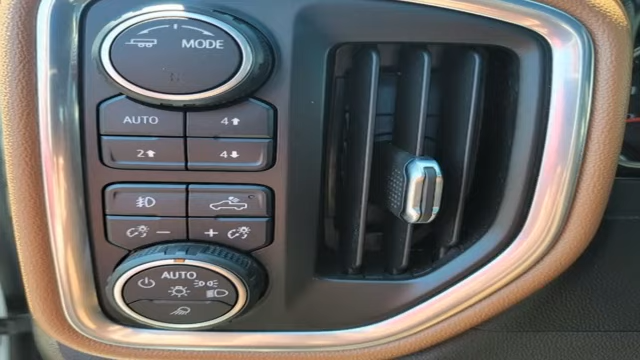 MODE
AUTO 4⬆
2⬆ 4⬇
−
+
AUTO